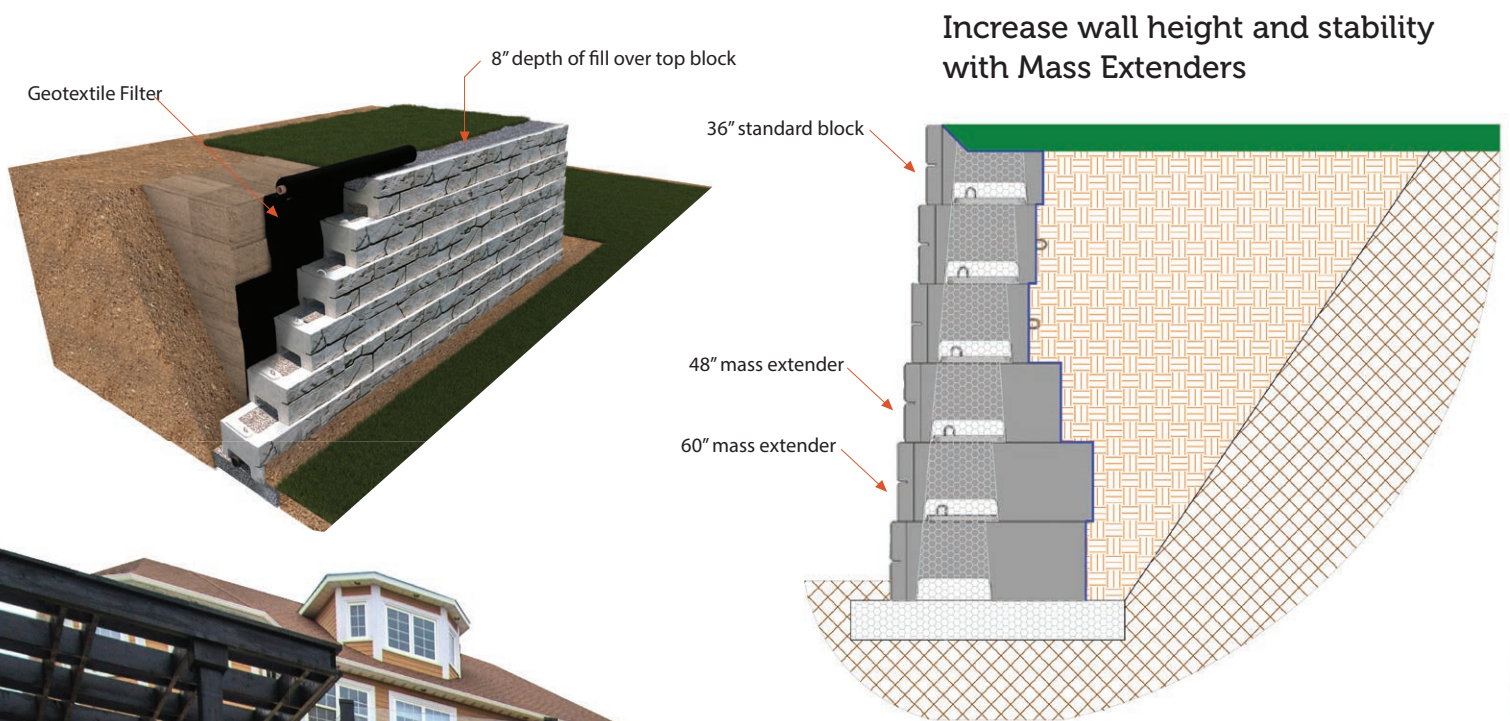 Increase wall height and stability
with Mass Extenders
8” depth of fill over top block
Geotextile Filter
36” standard block
48” mass extender
60” mass extender